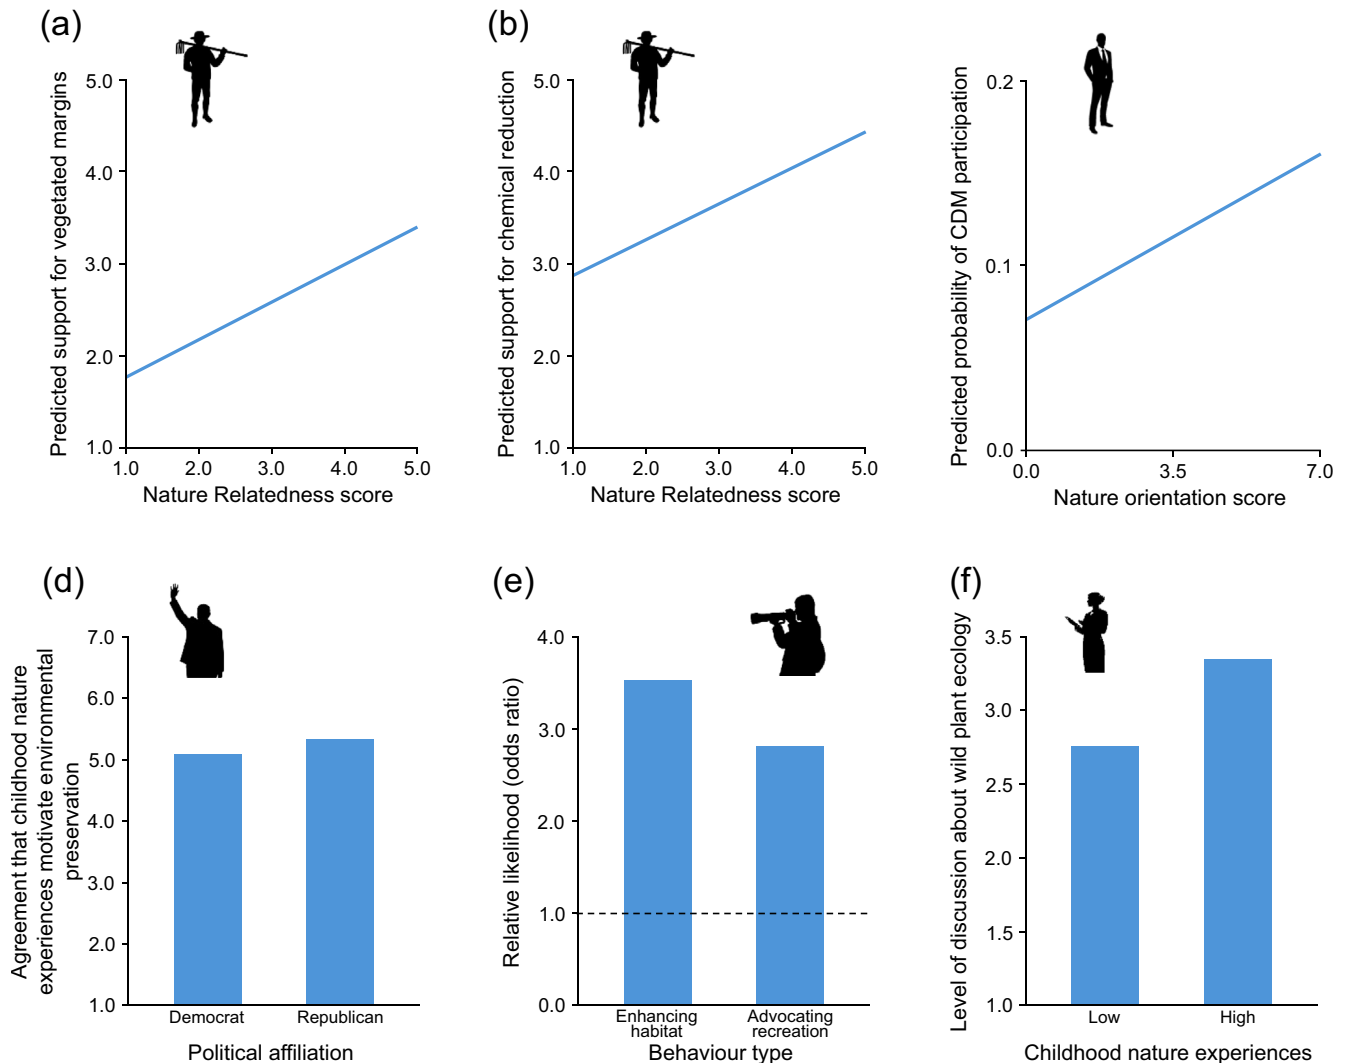 (a)
Predicted support for vegetated margins
5.0
4.0
3.0
2.0
1.0
1.0 2.0 3.0 4.0 5.0
Nature Relatedness score
(b)
Predicted support for chemical reduction
5.0
4.0
3.0
2.0
1.0
1.0 2.0 3.0 4.0 5.0
Nature Relatedness score
Predicted probability of CDM participation
0.2
0.1
0.0
0.0 3.5 7.0
Nature orientation score
(d)
Agreement that childhood nature
experiences motivate environmental
preservation
7.0
6.0
5.0
4.0
3.0
2.0
1.0
Democrat Republican
Political affiliation
(e)
Relative likelihood (odds ratio)
4.0
3.0
2.0
1.0
0.0
Enhancing
habitat
Advocating
recreation
Behaviour type
(f)
Level of discussion about wild plant ecology
3.5
3.0
2.5
2.0
1.5
1.0
Low High
Childhood nature experiences